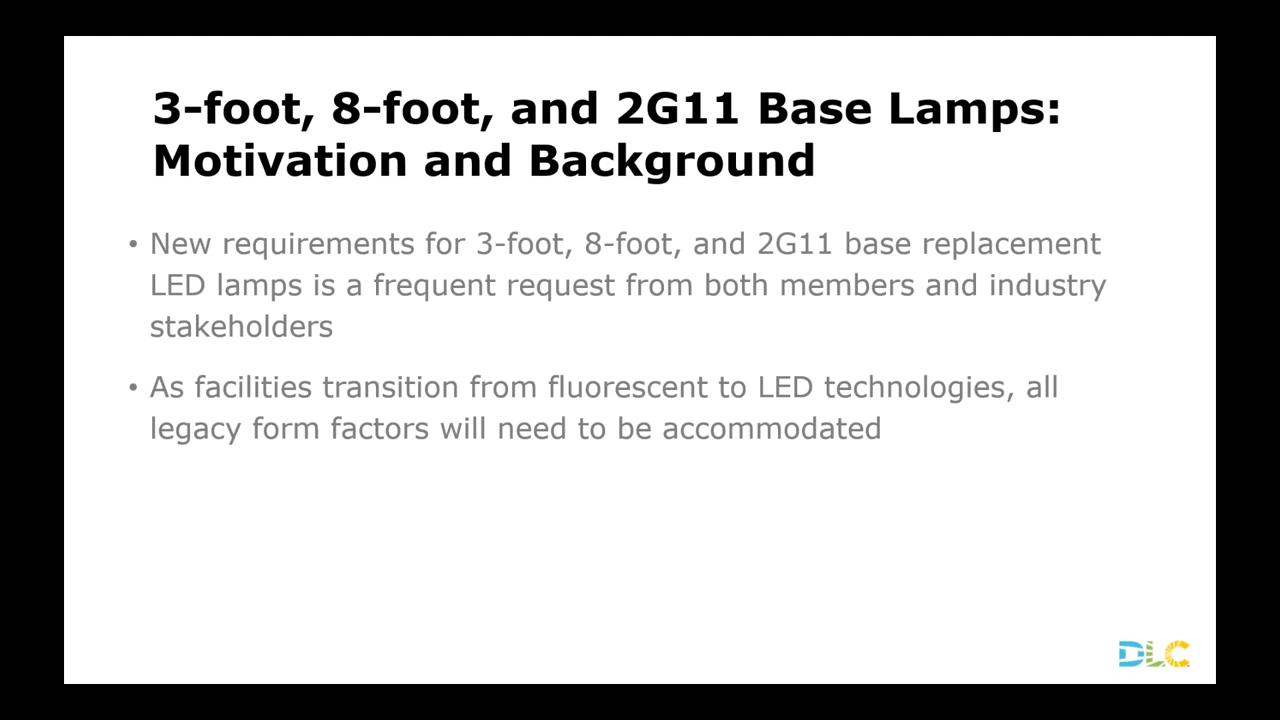 3-foot, 8-foot, and 2G11 Base Lamps:
Motivation and Background
• New requirements for 3-foot, 8-foot, and 2G11 base replacement
LED lamps is a frequent request from both members and industry
stakeholders
• As facilities transition from fluorescent to LED technologies, all
legacy form factors will need to be accommodated
DLC